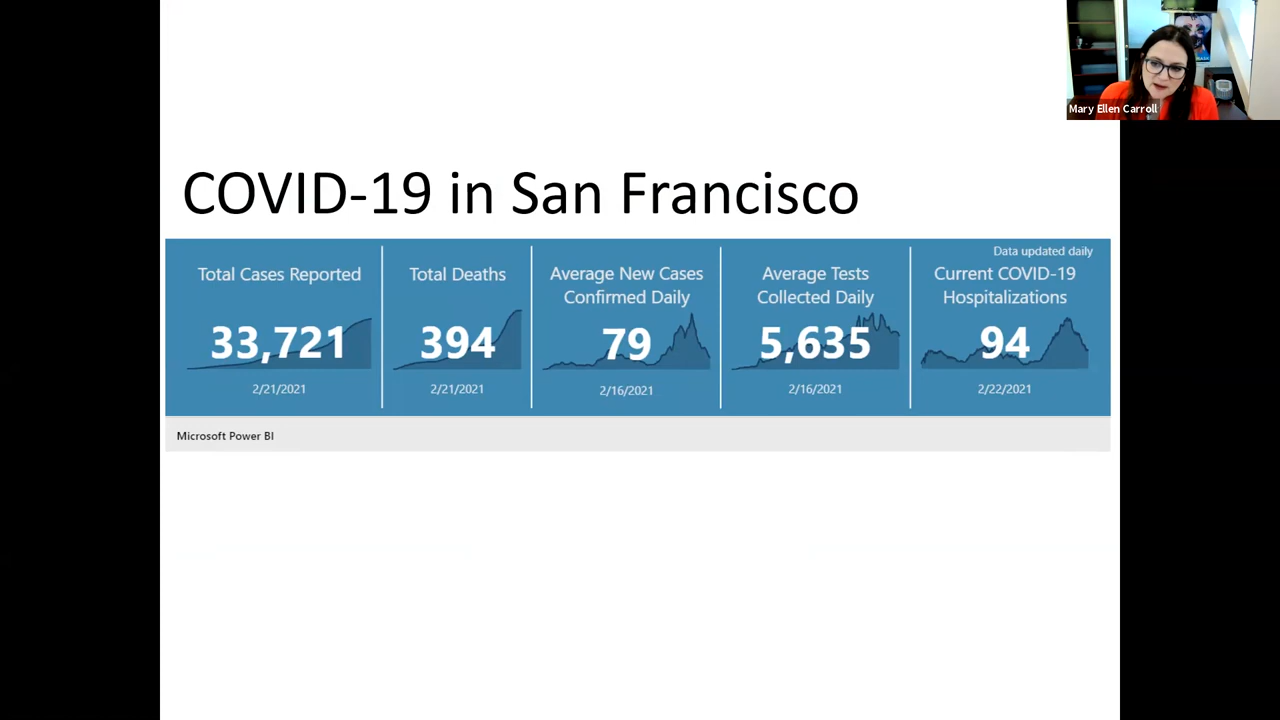 Mary Ellen Carroll
COVID-19 in San Francisco
Data updated daily
Total Cases Reported
33,721
2/21/2021
Total Deaths
394
2/21/2021
Average New Cases
Confirmed Daily
79
2/16/2021
Average Tests
Collected Daily
5,635
2/16/2021
Current COVID-19
Hospitalizations
94
2/22/2021
Microsoft Power BI